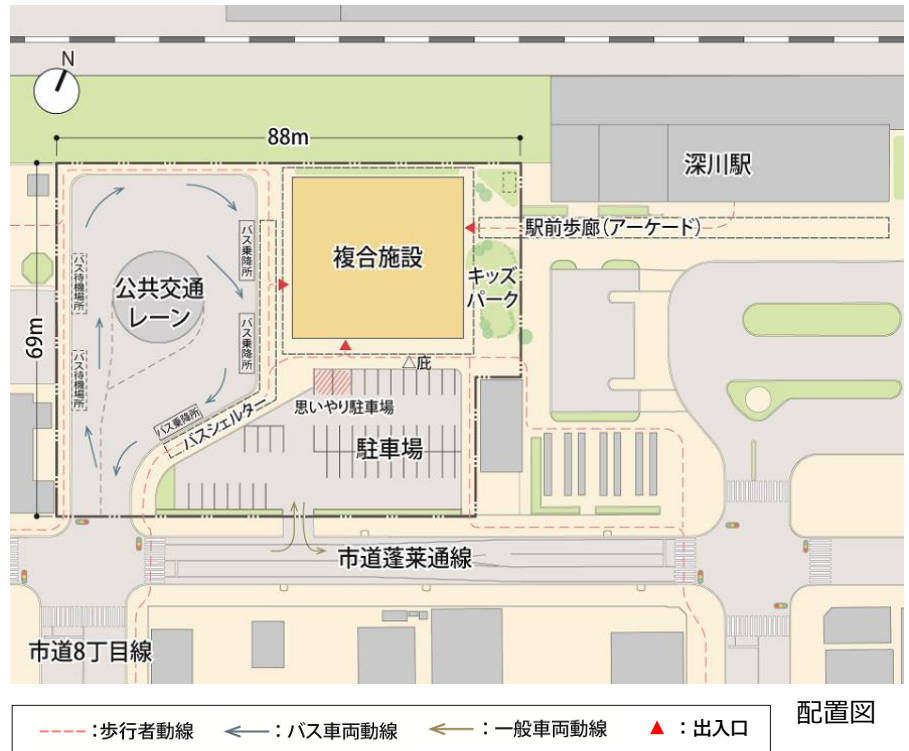 N
88m
深川駅
69m
駅前歩廊(アーケード)
複合施設
キッズ
パーク
公共交通
レーン
バス乗降所
バス乗降所
バス乗降所
バス待機場所
バス待機場所
バスシェルター
△庇
思いやり駐車場
駐車場
市道蓬莱通線
市道8丁目線
:歩行者動線 :バス車両動線 :一般車両動線 ▲:出入口
配置図